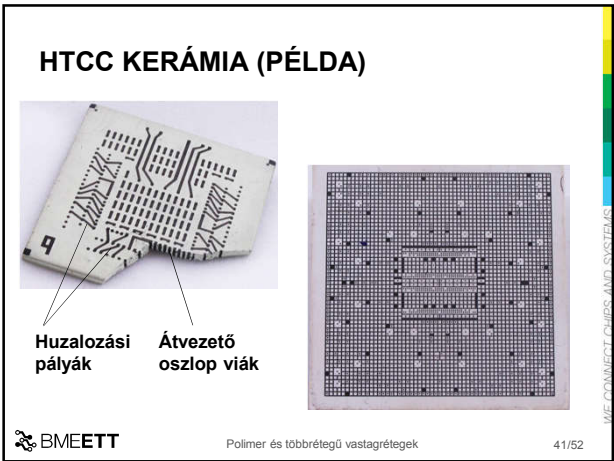 HTCC KERÁMIA (PÉLDA)
Huzalozási
pályák
Átvezető
oszlop viák
9
WE CONNECT CHIPS AND SYSTEMS
BMEETT
Polimer és többrétegű vastagrétegek
41/52